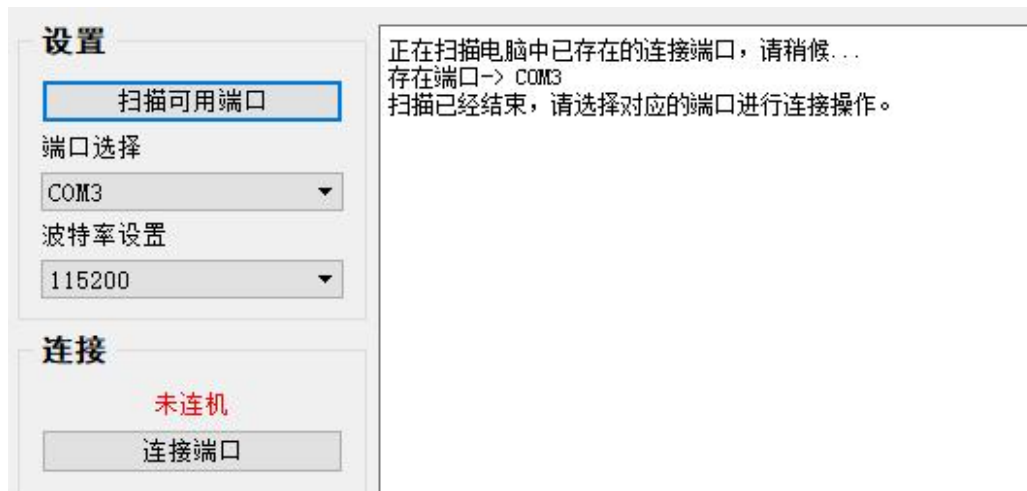 设置
扫描可用端口
端口选择
COM3
波特率设置
115200
连接
未连机
连接端口
正在扫描电脑中已存在的连接端口，请稍候...
存在端口-> COM3
扫描已经结束，请选择对应的端口进行连接操作。